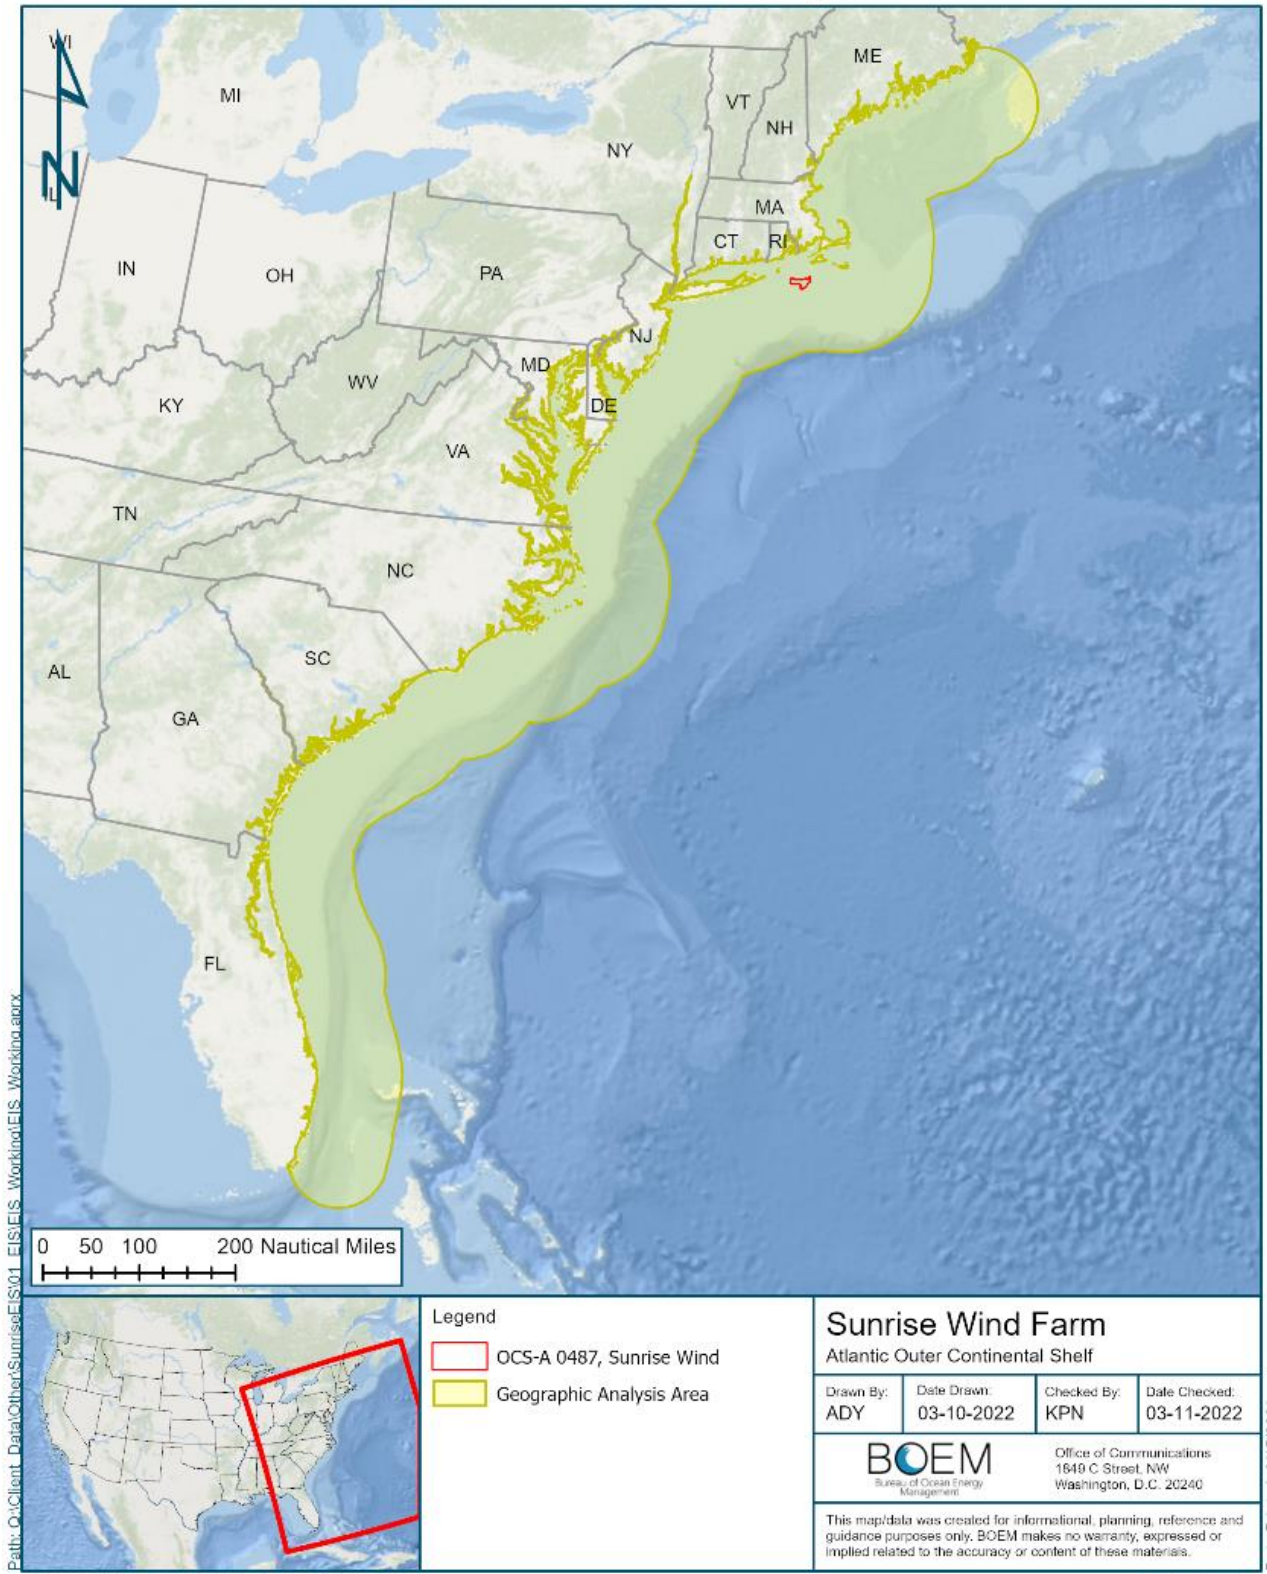 WI
N
IL
MI
ME
VT
NH
NY
MA
CT
RI
IN
OH
PA
NJ
MD
DE
WV
KY
VA
TN
NC
SC
AL
GA
FL
0 50 100 200 Nautical Miles
Path: Q:\Client_Data\Other\SunriseEIS\01_EIS\EIS_Working\EIS_Working.aprx
Legend
OCS-A 0487, Sunrise Wind
Geographic Analysis Area
Sunrise Wind Farm
Atlantic Outer Continental Shelf
Drawn By:
ADY
Date Drawn:
03-10-2022
Checked By:
KPN
Date Checked:
03-11-2022
BOEM
Bureau of Ocean Energy
Management
Office of Communications
1849 C Street, NW
Washington, D.C. 20240
This map/data was created for informational, planning, reference and
guidance purposes only. BOEM makes no warranty, expressed or
implied related to the accuracy or content of these materials.